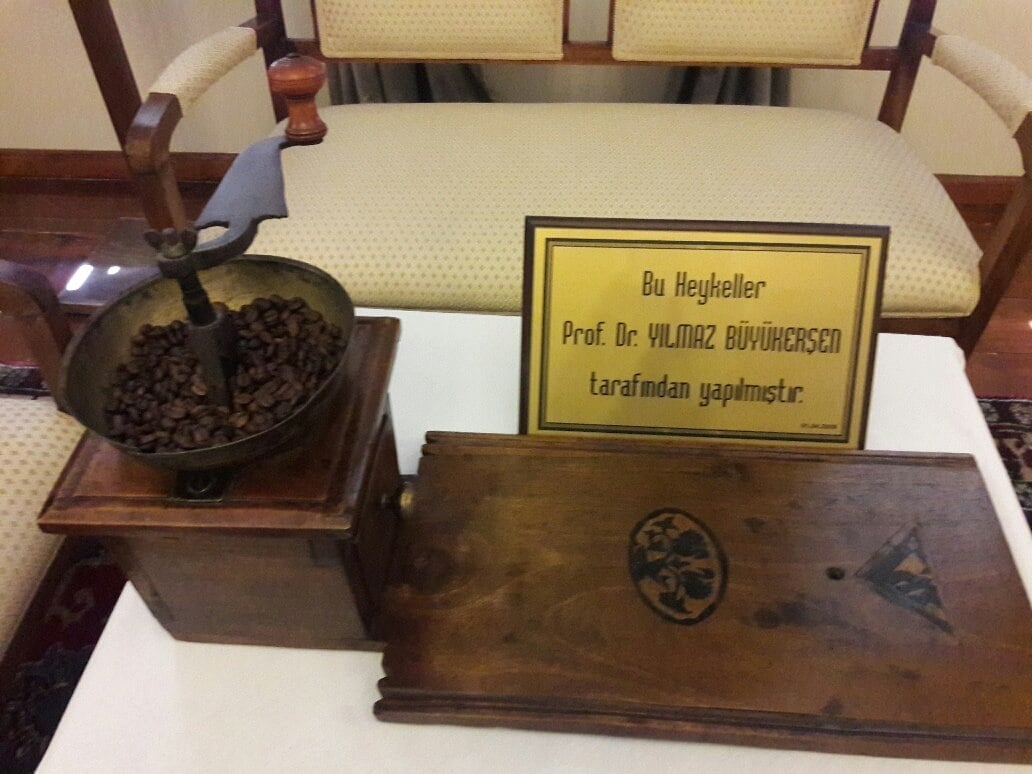 Bu Heykeller
Prof. Dr. YILMAZ BÜYÜKERŞEN
tarafından yapılmıştır.